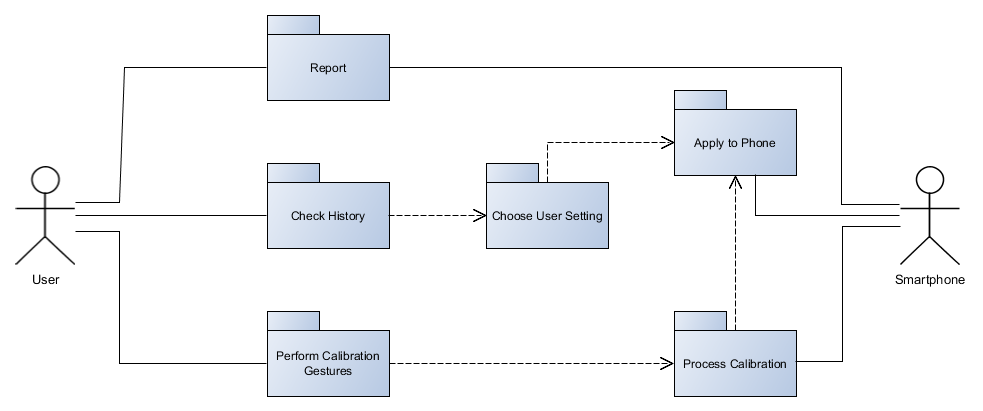 Report
Apply to Phone
Check History
Choose User Setting
User
Smartphone
Perform Calibration
Gestures
Process Calibration